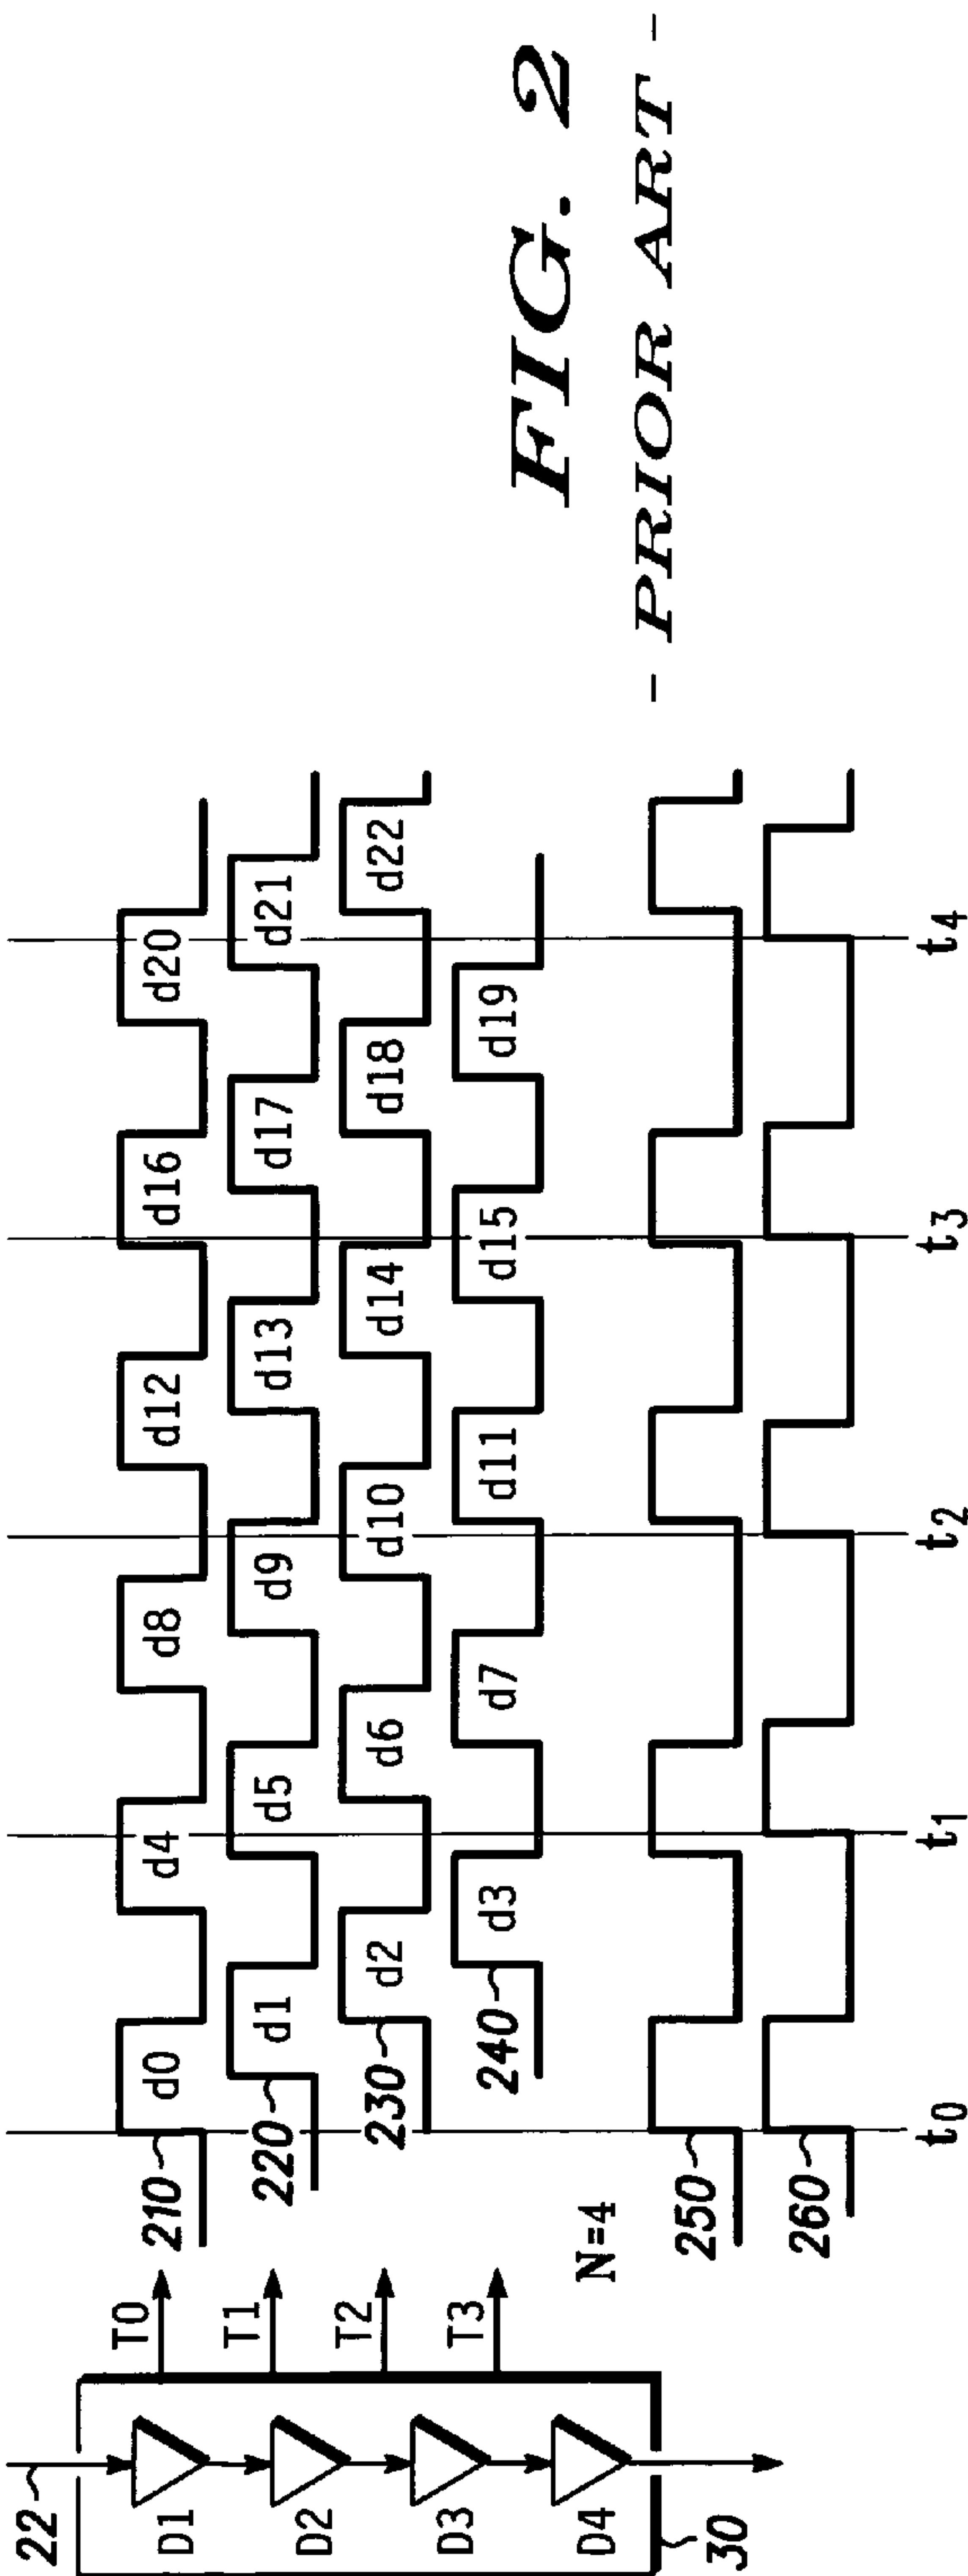 22
30
D1
D2
D3
D4
T0
T1
T2
T3
N=4
210
d0 d4 d8 d12 d16 d20
220
d1 d5 d9 d13 d17 d21
230
d2 d6 d10 d14 d18 d22
240
d3 d7 d11 d15 d19
250
260
t0 t1 t2 t3 t4
FIG. 2
- PRIOR ART -